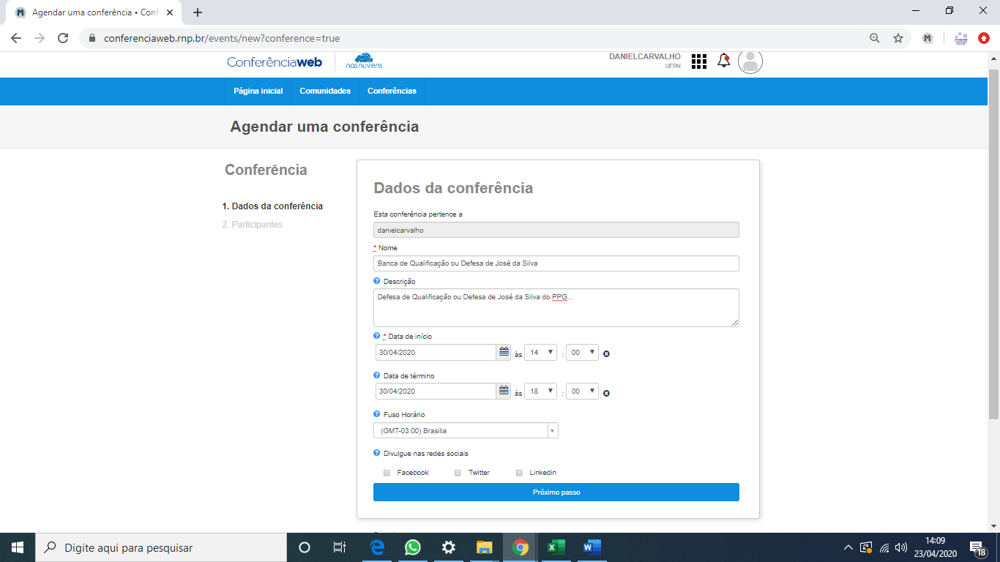 Agendar uma conferência • Conf
conferenciaweb.rnp.br/events/new?conference=true
Conferênciaweb
nasnuvens
DANIELCARVALHO
UFRN
Página inicial Comunidades Conferências
Agendar uma conferência
Conferência
1. Dados da conferência
2. Participantes
Dados da conferência
Esta conferência pertence a
danielcarvalho
* Nome
Banca de Qualificação ou Defesa de José da Silva
Descrição
Defesa de Qualificação ou Defesa de José da Silva do PPG...
* Data de início
30/04/2020 às 14 : 00
Data de término
30/04/2020 às 18 : 00
Fuso Horário
(GMT-03:00) Brasilia
Divulgue nas redes sociais
Facebook Twitter Linkedin
Próximo passo
Digite aqui para pesquisar
14:09
23/04/2020
18